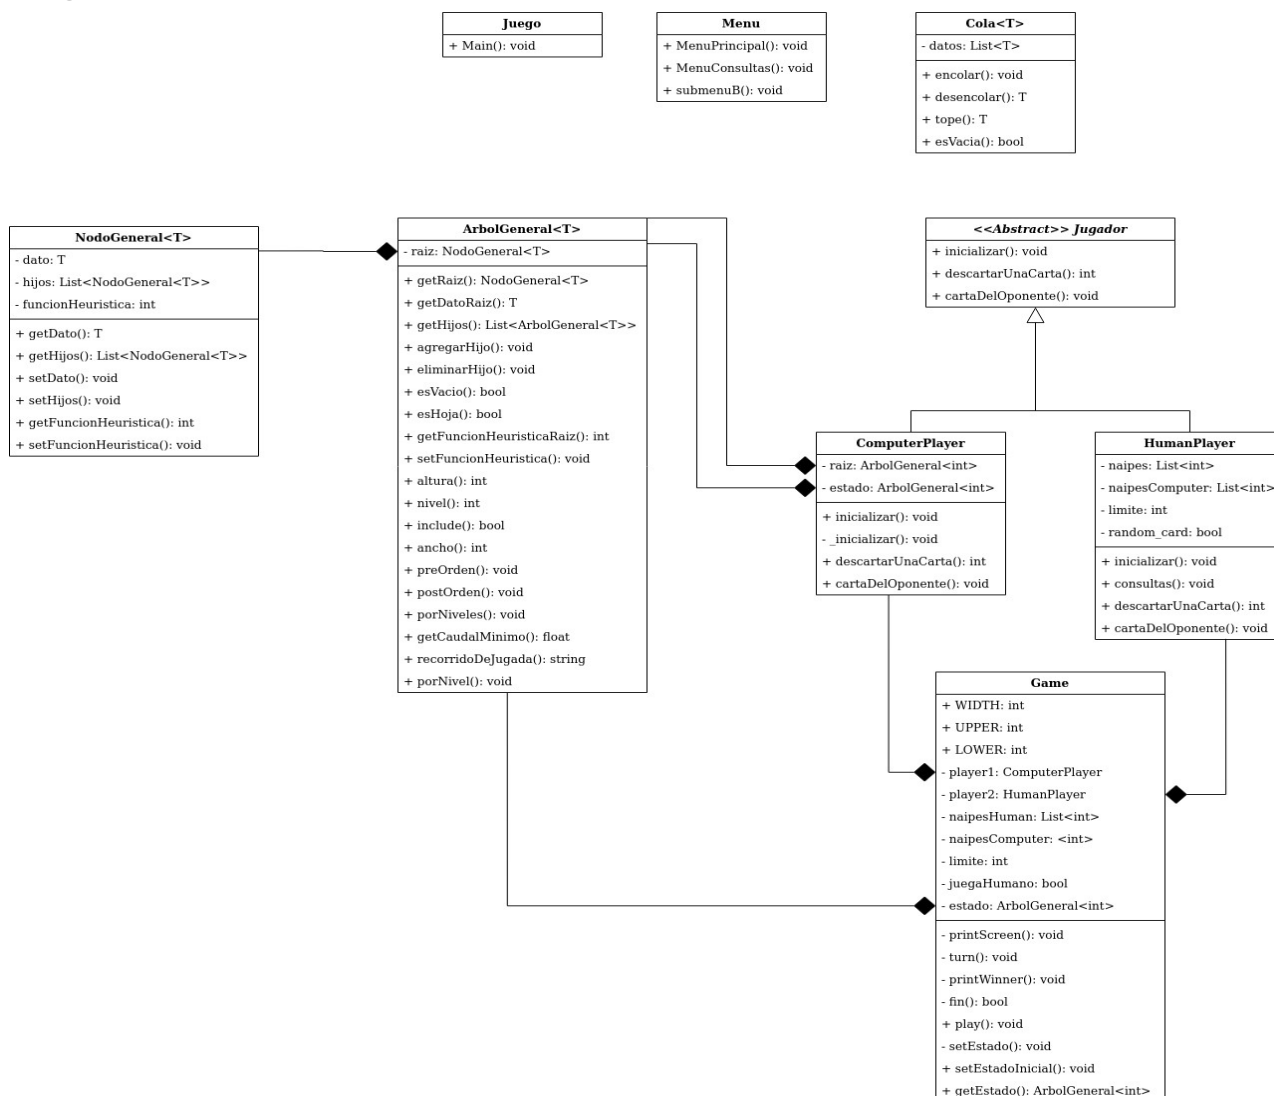 Juego
+ Main(): void
Menu
+ MenuPrincipal(): void
+ MenuConsultas(): void
+ submenuB(): void
Cola<T>
- datos: List<T>
+ encolar(): void
+ desencolar(): T
+ tope(): T
+ esVacia(): bool
NodoGeneral<T>
- dato: T
- hijos: List<NodoGeneral<T>>
- funcionHeuristica: int
+ getDato(): T
+ getHijos(): List<NodoGeneral<T>>
+ setDato(): void
+ setHijos(): void
+ getFuncionHeuristica(): int
+ setFuncionHeuristica(): void
ArbolGeneral<T>
- raiz: NodoGeneral<T>
+ getRaiz(): NodoGeneral<T>
+ getDatoRaiz(): T
+ getHijos(): List<ArbolGeneral<T>>
+ agregarHijo(): void
+ eliminarHijo(): void
+ esVacio(): bool
+ esHoja(): bool
+ getFuncionHeuristicaRaiz(): int
+ setFuncionHeuristica(): void
+ altura(): int
+ nivel(): int
+ include(): bool
+ ancho(): int
+ preOrden(): void
+ postOrden(): void
+ porNiveles(): void
+ getCaudalMinimo(): float
+ recorridoDeJugada(): string
+ porNivel(): void
<<Abstract>> Jugador
+ inicializar(): void
+ descartarUnaCarta(): int
+ cartaDelOponente(): void
ComputerPlayer
- raiz: ArbolGeneral<int>
- estado: ArbolGeneral<int>
+ inicializar(): void
- _inicializar(): void
+ descartarUnaCarta(): int
+ cartaDelOponente(): void
HumanPlayer
- naipes: List<int>
- naipesComputer: List<int>
- limite: int
- random_card: bool
+ inicializar(): void
+ consultas(): void
+ descartarUnaCarta(): int
+ cartaDelOponente(): void
Game
+ WIDTH: int
+ UPPER: int
+ LOWER: int
- player1: ComputerPlayer
- player2: HumanPlayer
- naipesHuman: List<int>
- naipesComputer: <int>
- limite: int
- juegaHumano: bool
- estado: ArbolGeneral<int>
- printScreen(): void
- turn(): void
- printWinner(): void
- fin(): bool
+ play(): void
- setEstado(): void
+ setEstadoInicial(): void
+ getEstado(): ArbolGeneral<int>